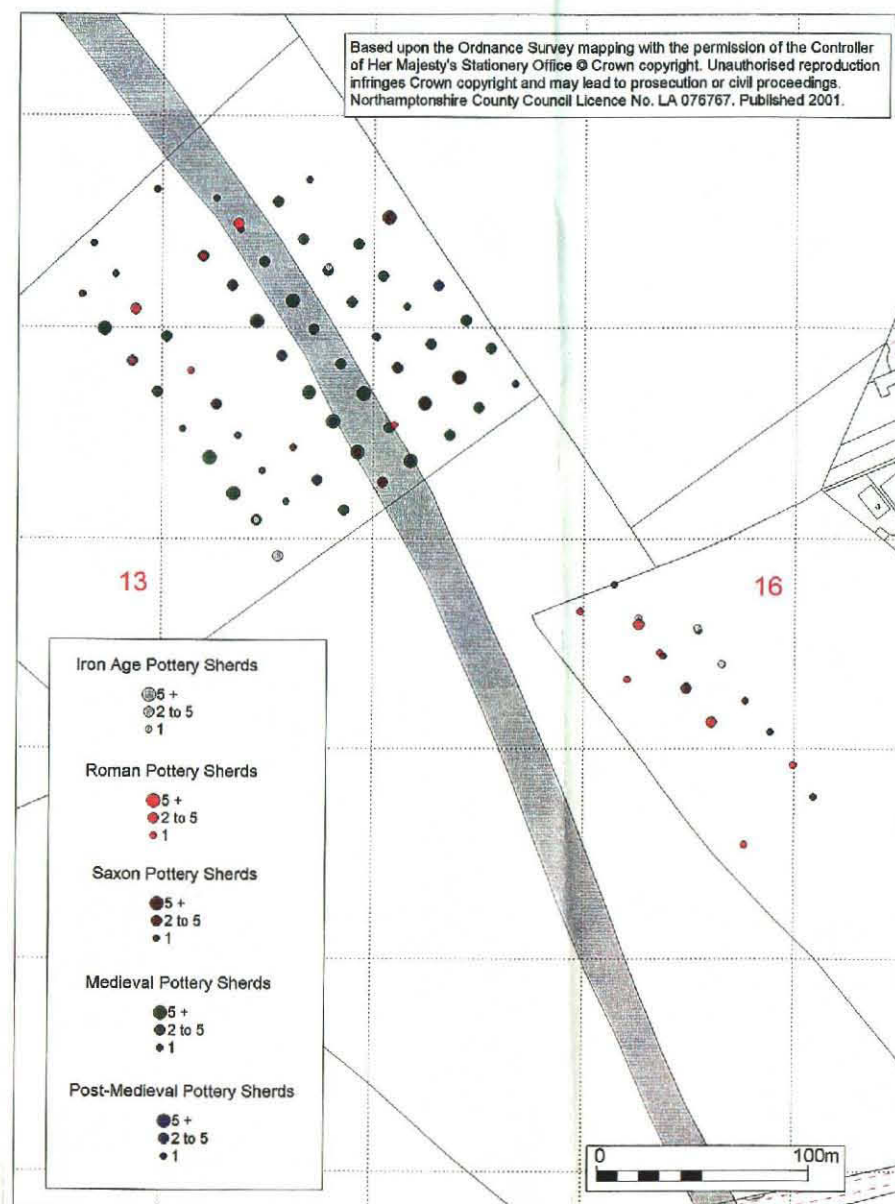 Based upon the Ordnance Survey mapping with the permission of the Controller
of Her Majesty's Stationery Office © Crown copyright. Unauthorised reproduction
infringes Crown copyright and may lead to prosecution or civil proceedings.
Northamptonshire County Council Licence No. LA 076767. Published 2001.
13
16
Iron Age Pottery Sherds
5 +
2 to 5
1
Roman Pottery Sherds
5 +
2 to 5
1
Saxon Pottery Sherds
5 +
2 to 5
1
Medieval Pottery Sherds
5 +
2 to 5
1
Post-Medieval Pottery Sherds
5 +
2 to 5
1
0 100m